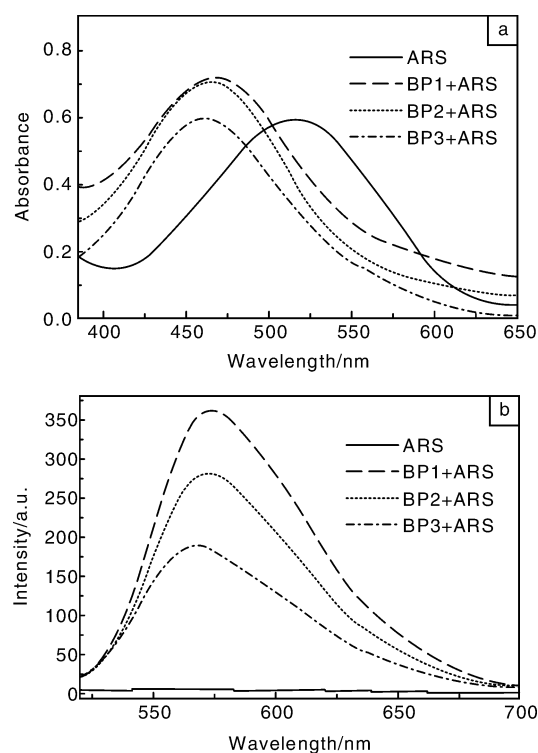 a
0.8
ARS
BP1+ARS
0.6
BP2+ARS
BP3+ARS
Absorbance
0.4
0.2
0.0
400 450 500 550 600 650
Wavelength/nm
b
350
ARS
300
BP1+ARS
250
BP2+ARS
BP3+ARS
200
Intensity/a.u.
150
100
50
0
550 600 650 700
Wavelength/nm